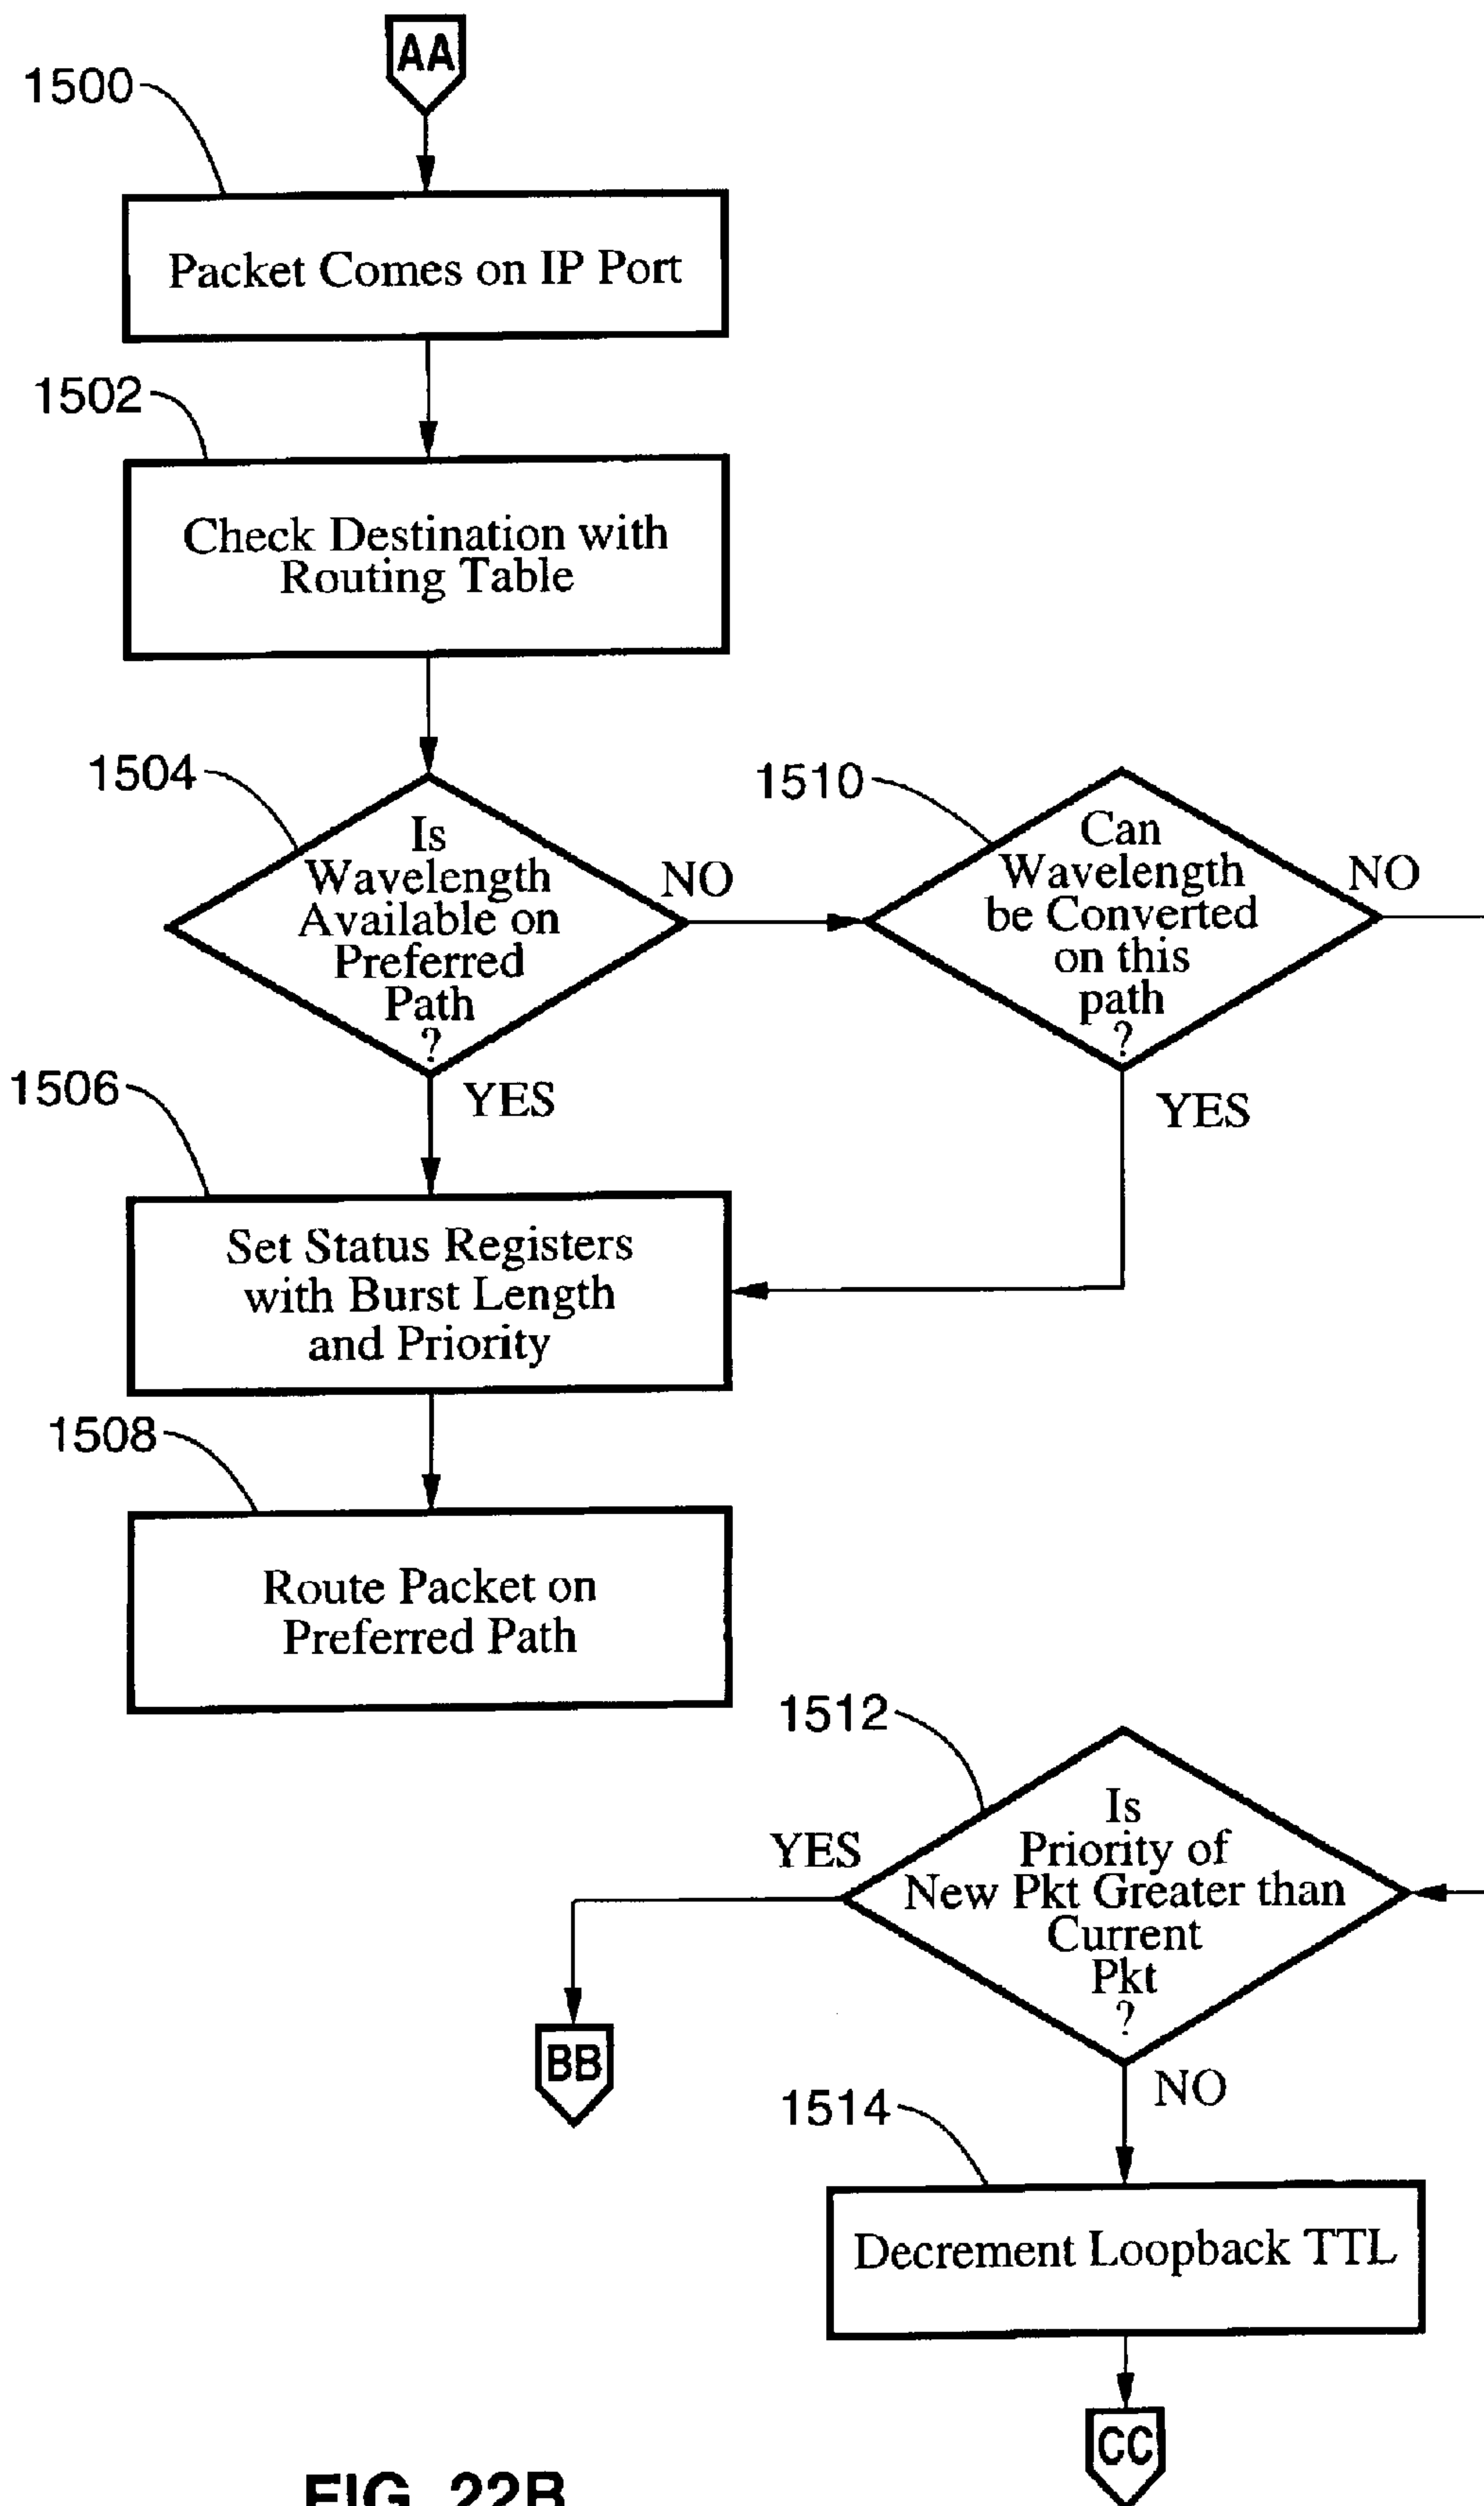 AA
1500
Packet Comes on IP Port
1502
Check Destination with
Routing Table
1504
Is
Wavelength
Available on
Preferred
Path
?
NO
YES
1510
Can
Wavelength
be Converted
on this
path
?
NO
YES
1506
Set Status Registers
with Burst Length
and Priority
1508
Route Packet on
Preferred Path
1512
Is
Priority of
New Pkt Greater than
Current
Pkt
?
YES
BB
NO
1514
Decrement Loopback TTL
CC
FIG. 22B